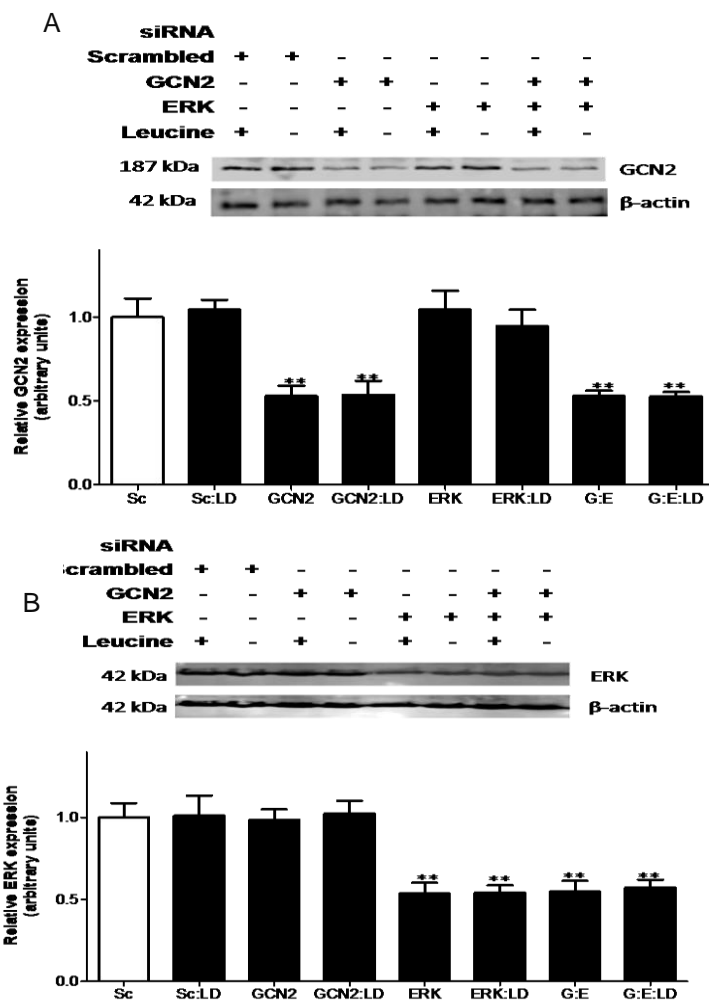 A
siRNA
Scrambled + + - - - - - -
GCN2 - - + + - - + +
ERK - - - - + + + +
Leucine + - + - + - + -
187 kDa GCN2
42 kDa β-actin
Relative GCN2 expression
(arbitrary units)
1.0
0.5
0.0
** ** ** **
Sc Sc:LD GCN2 GCN2:LD ERK ERK:LD G:E G:E:LD
siRNA
crambled + + - - - - - -
B
GCN2 - - + + - - + +
ERK - - - - + + + +
Leucine + - + - + - + -
42 kDa ERK
42 kDa β-actin
Relative ERK expression
(arbitrary units)
1.0
0.5
0.0
** ** ** **
Sc Sc:LD GCN2 GCN2:LD ERK ERK:LD G:E G:E:LD